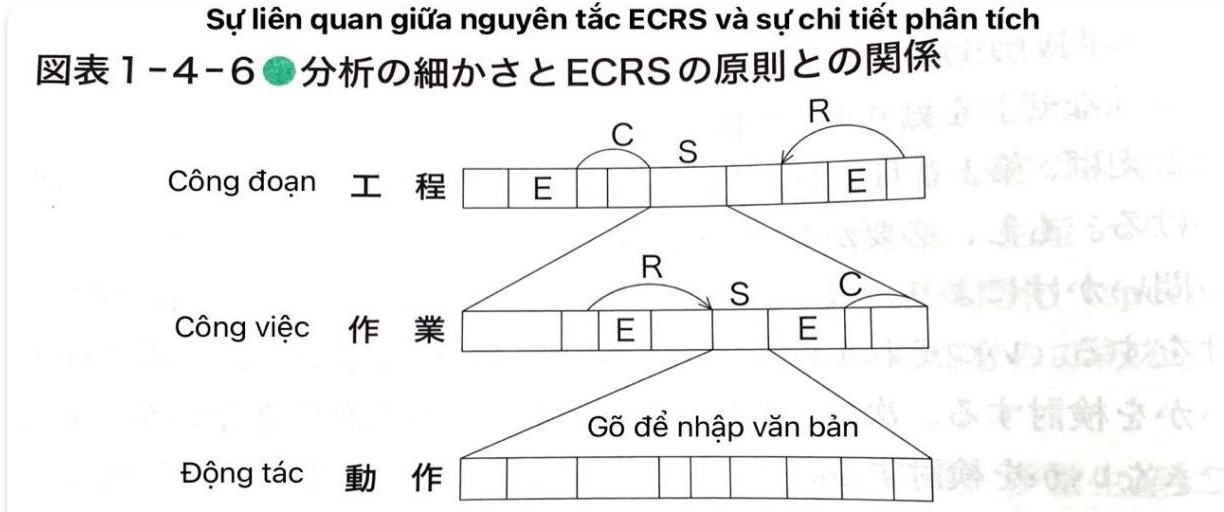 Sự liên quan giữa nguyên tắc ECRS và sự chi tiết phân tích
図表1-4-6●分析の細かさとECRSの原則との関係
R
C
S
Công đoạn 工 程 E E
R
S
C
Công việc 作 業 E E
Gõ để nhập văn bản
Động tác 動 作